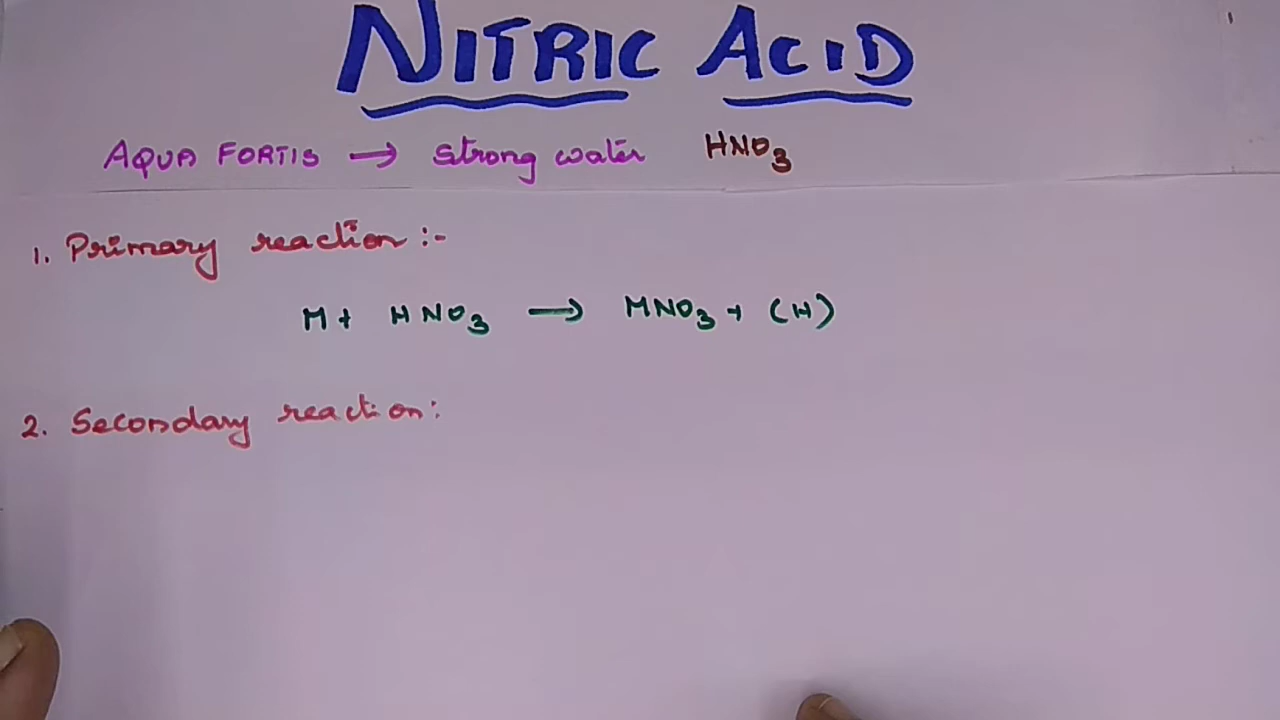 NITRIC ACID
AQUA FORTIS → strong water HNO₃
1. Primary reaction :-
M + HNO₃ → MNO₃ + (H)
2. Secondary reaction: